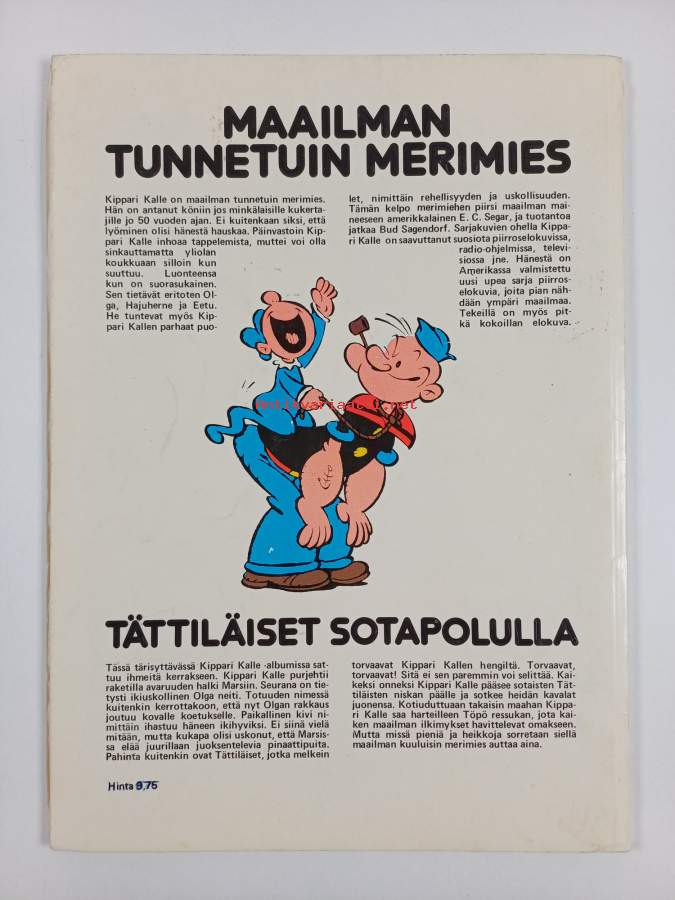 MAAILMAN
TUNNETUIN MERIMIES
Kippari Kalle on maailman tunnetuin merimies.
Hän on antanut köniin jos minkälaisille kukerta-
jille jo 50 vuoden ajan. Ei kuitenkaan siksi, että
lyöminen olisi hänestä hauskaa. Päinvastoin Kip-
pari Kalle inhoaa tappelemista, muttei voi olla
sinkauttamatta yliolan
koukkuaan silloin kun
suuttuu. Luonteensa
kun on suorasukainen.
Sen tietävät eritoten Ol-
ga, Hajuherne ja Eetu.
He tuntevat myös Kip-
pari Kallen parhaat puo-
let, nimittäin rehellisyyden ja uskollisuuden.
Tämän kelpo merimiehen piirsi maailman mai-
neeseen amerikkalainen E. C. Segar, ja tuotantoa
jatkaa Bud Sagendorf. Sarjakuvien ohella Kippa-
ri Kalle on saavuttanut suosiota piirroselokuvissa,
radio-ohjelmissa, televi-
siossa jne. Hänestä on
Amerikassa valmistettu
uusi upea sarja piirros-
elokuvia, joita pian näh-
dään ympäri maailmaa.
Tekeillä on myös pit-
kä kokoillan elokuva.
antikvariaatti.net
TÄTTILÄISET SOTAPOLULLA
Tässä tärisyttävässä Kippari Kalle -albumissa sat-
tuu ihmeitä kerrakseen. Kippari Kalle purjehtii
raketilla avaruuden halki Marsiin. Seurana on tie-
tysti ikiuskollinen Olga neiti. Totuuden nimessä
kuitenkin kerrottakoon, että nyt Olgan rakkaus
joutuu kovalle koetukselle. Paikallinen kivi ni-
mittäin ihastuu häneen ikihyviksi. Ei siinä vielä
mitään, mutta kukapa olisi uskonut, että Marsis-
sa elää juurillaan juoksentelevia pinaattipuita.
Pahinta kuitenkin ovat Tättiläiset, jotka melkein
torvaavat Kippari Kallen hengiltä. Torvaavat,
torvaavat! Sitä ei sen paremmin voi selittää. Kai-
keksi onneksi Kippari Kalle pääsee sotaisten Tät-
tiläisten niskan päälle ja sotkee heidän kavalat
juonensa. Kotiuduttuaan takaisin maahan Kippa-
ri Kalle saa harteilleen Töpö ressukan, jota kai-
ken maailman ilkimykset havittelevat omakseen.
Mutta missä pieniä ja heikkoja sorretaan siellä
maailman kuuluisin merimies auttaa aina.
Hinta 9,75